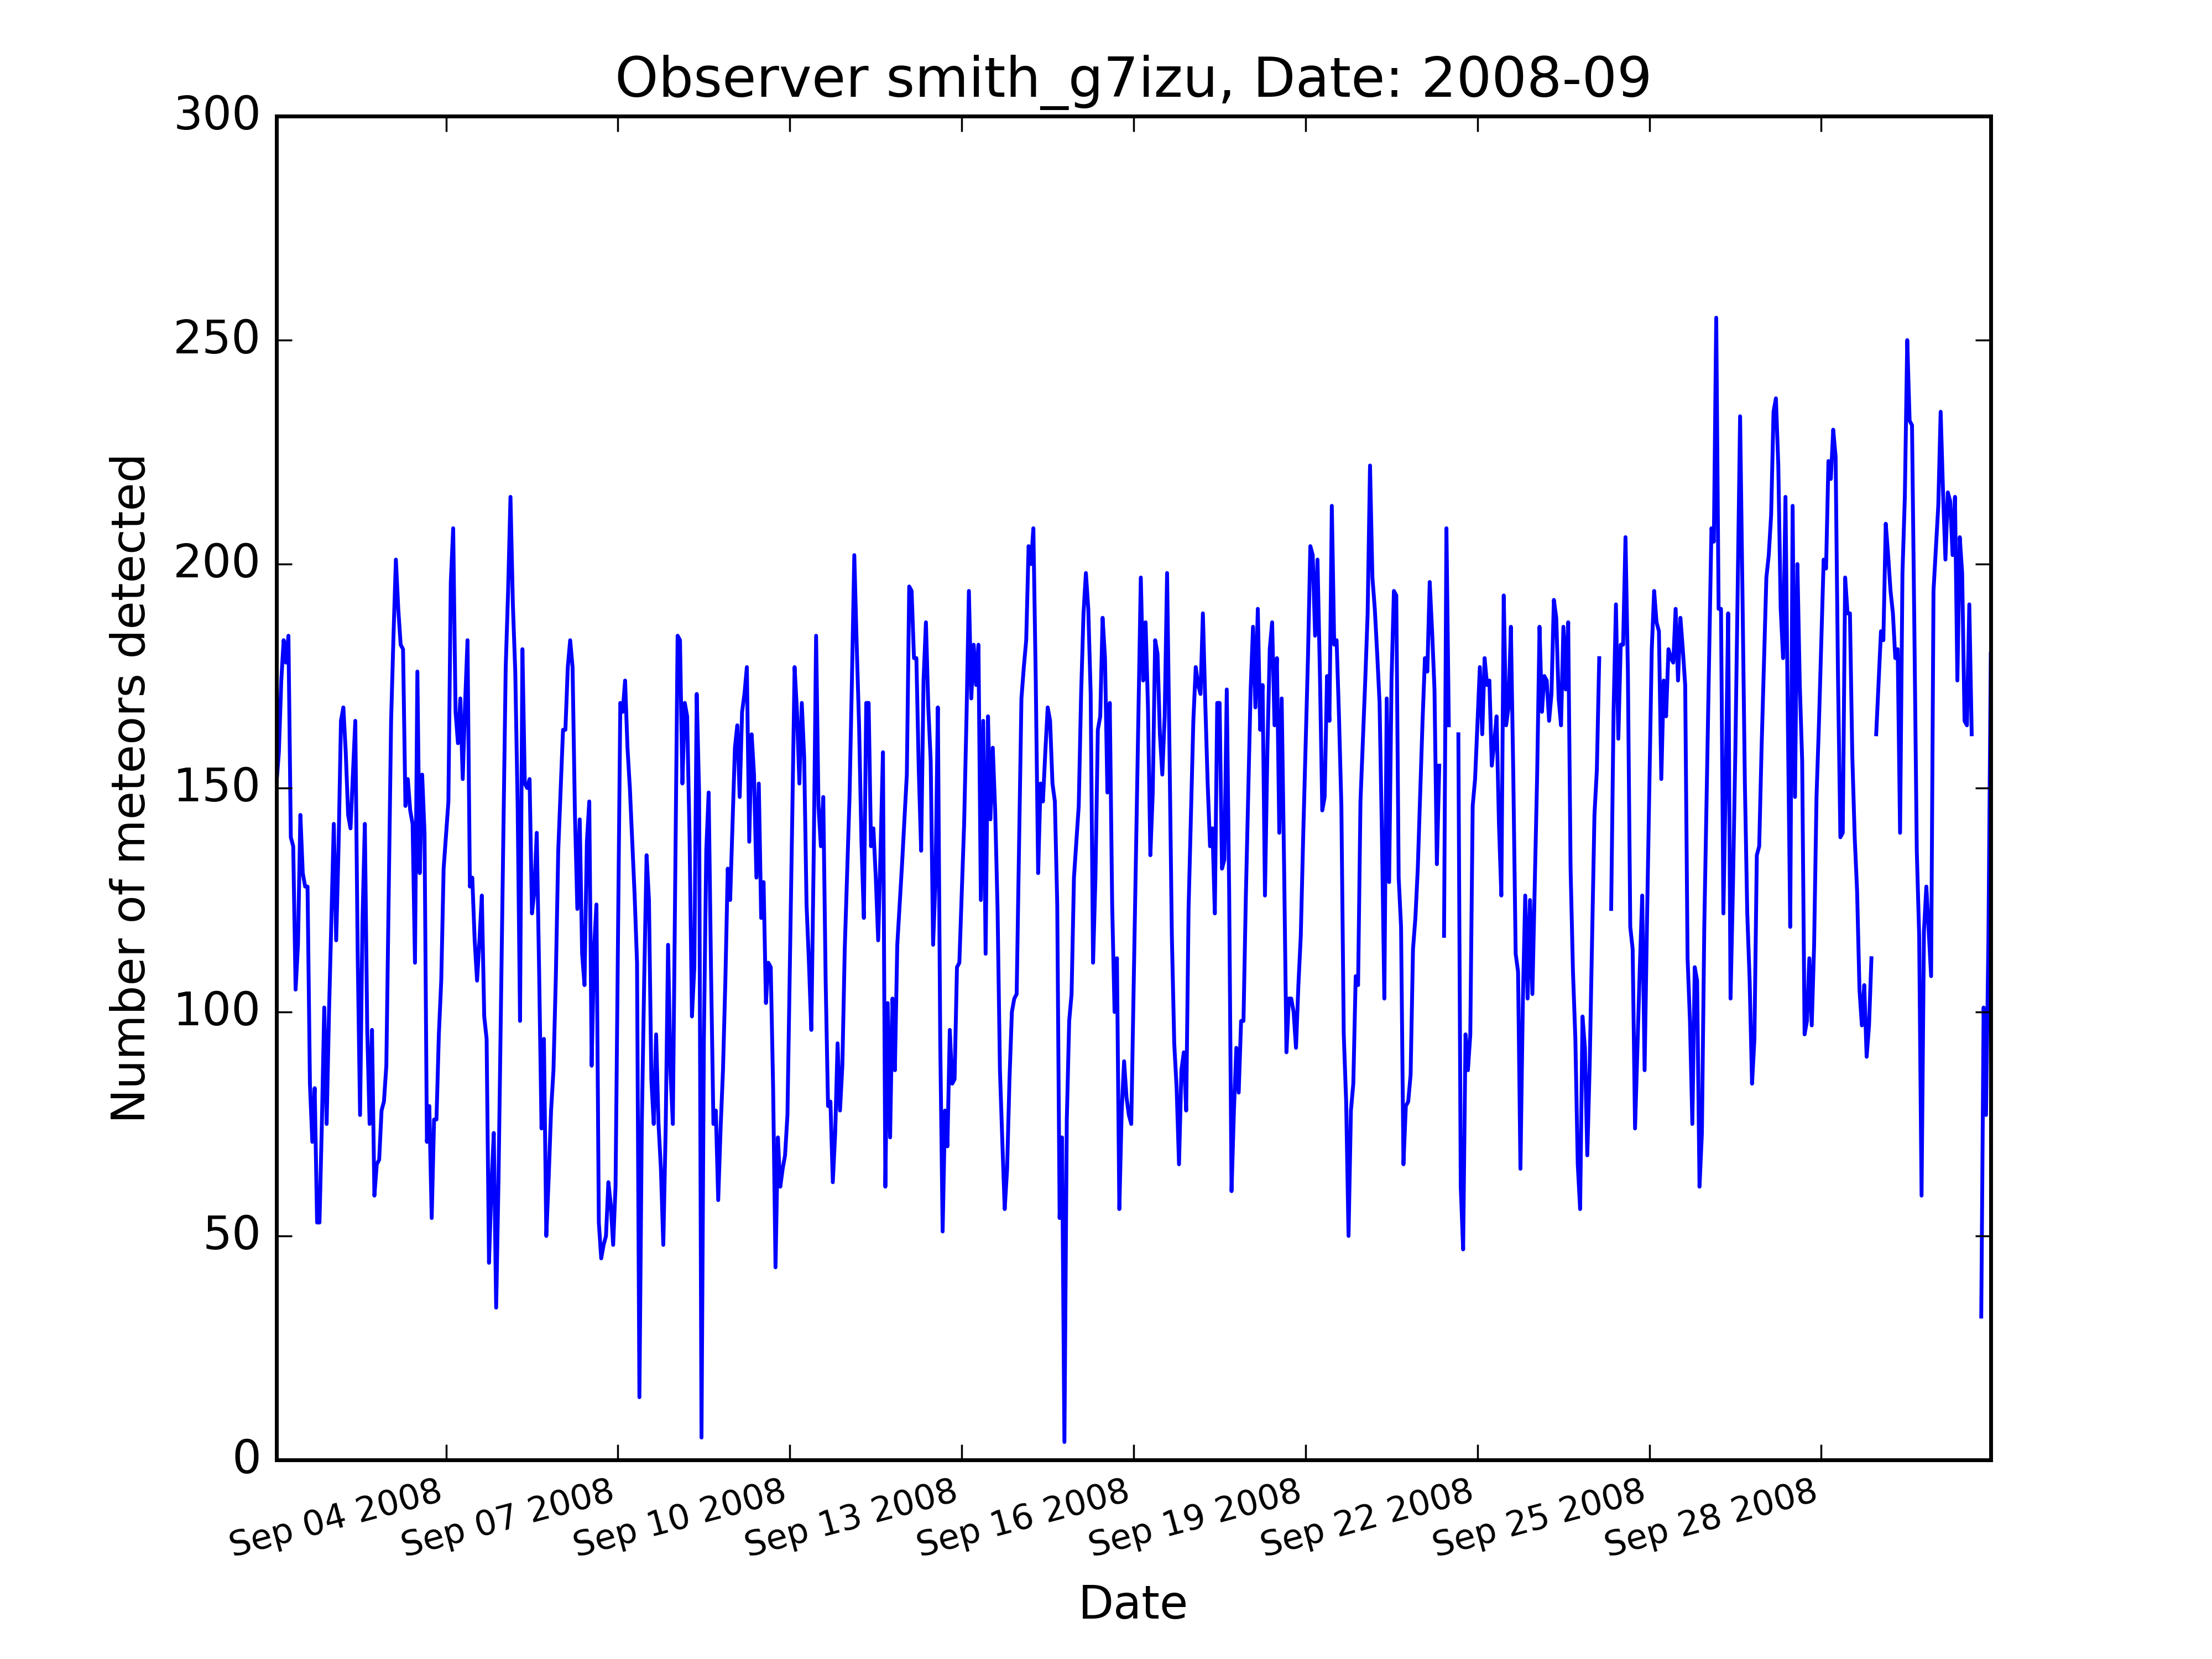 Observer smith_g7izu, Date: 2008-09
300
250
200
150
100
50
0
Number of meteors detected
Sep 04 2008
Sep 07 2008
Sep 10 2008
Sep 13 2008
Sep 16 2008
Sep 19 2008
Sep 22 2008
Sep 25 2008
Sep 28 2008
Date